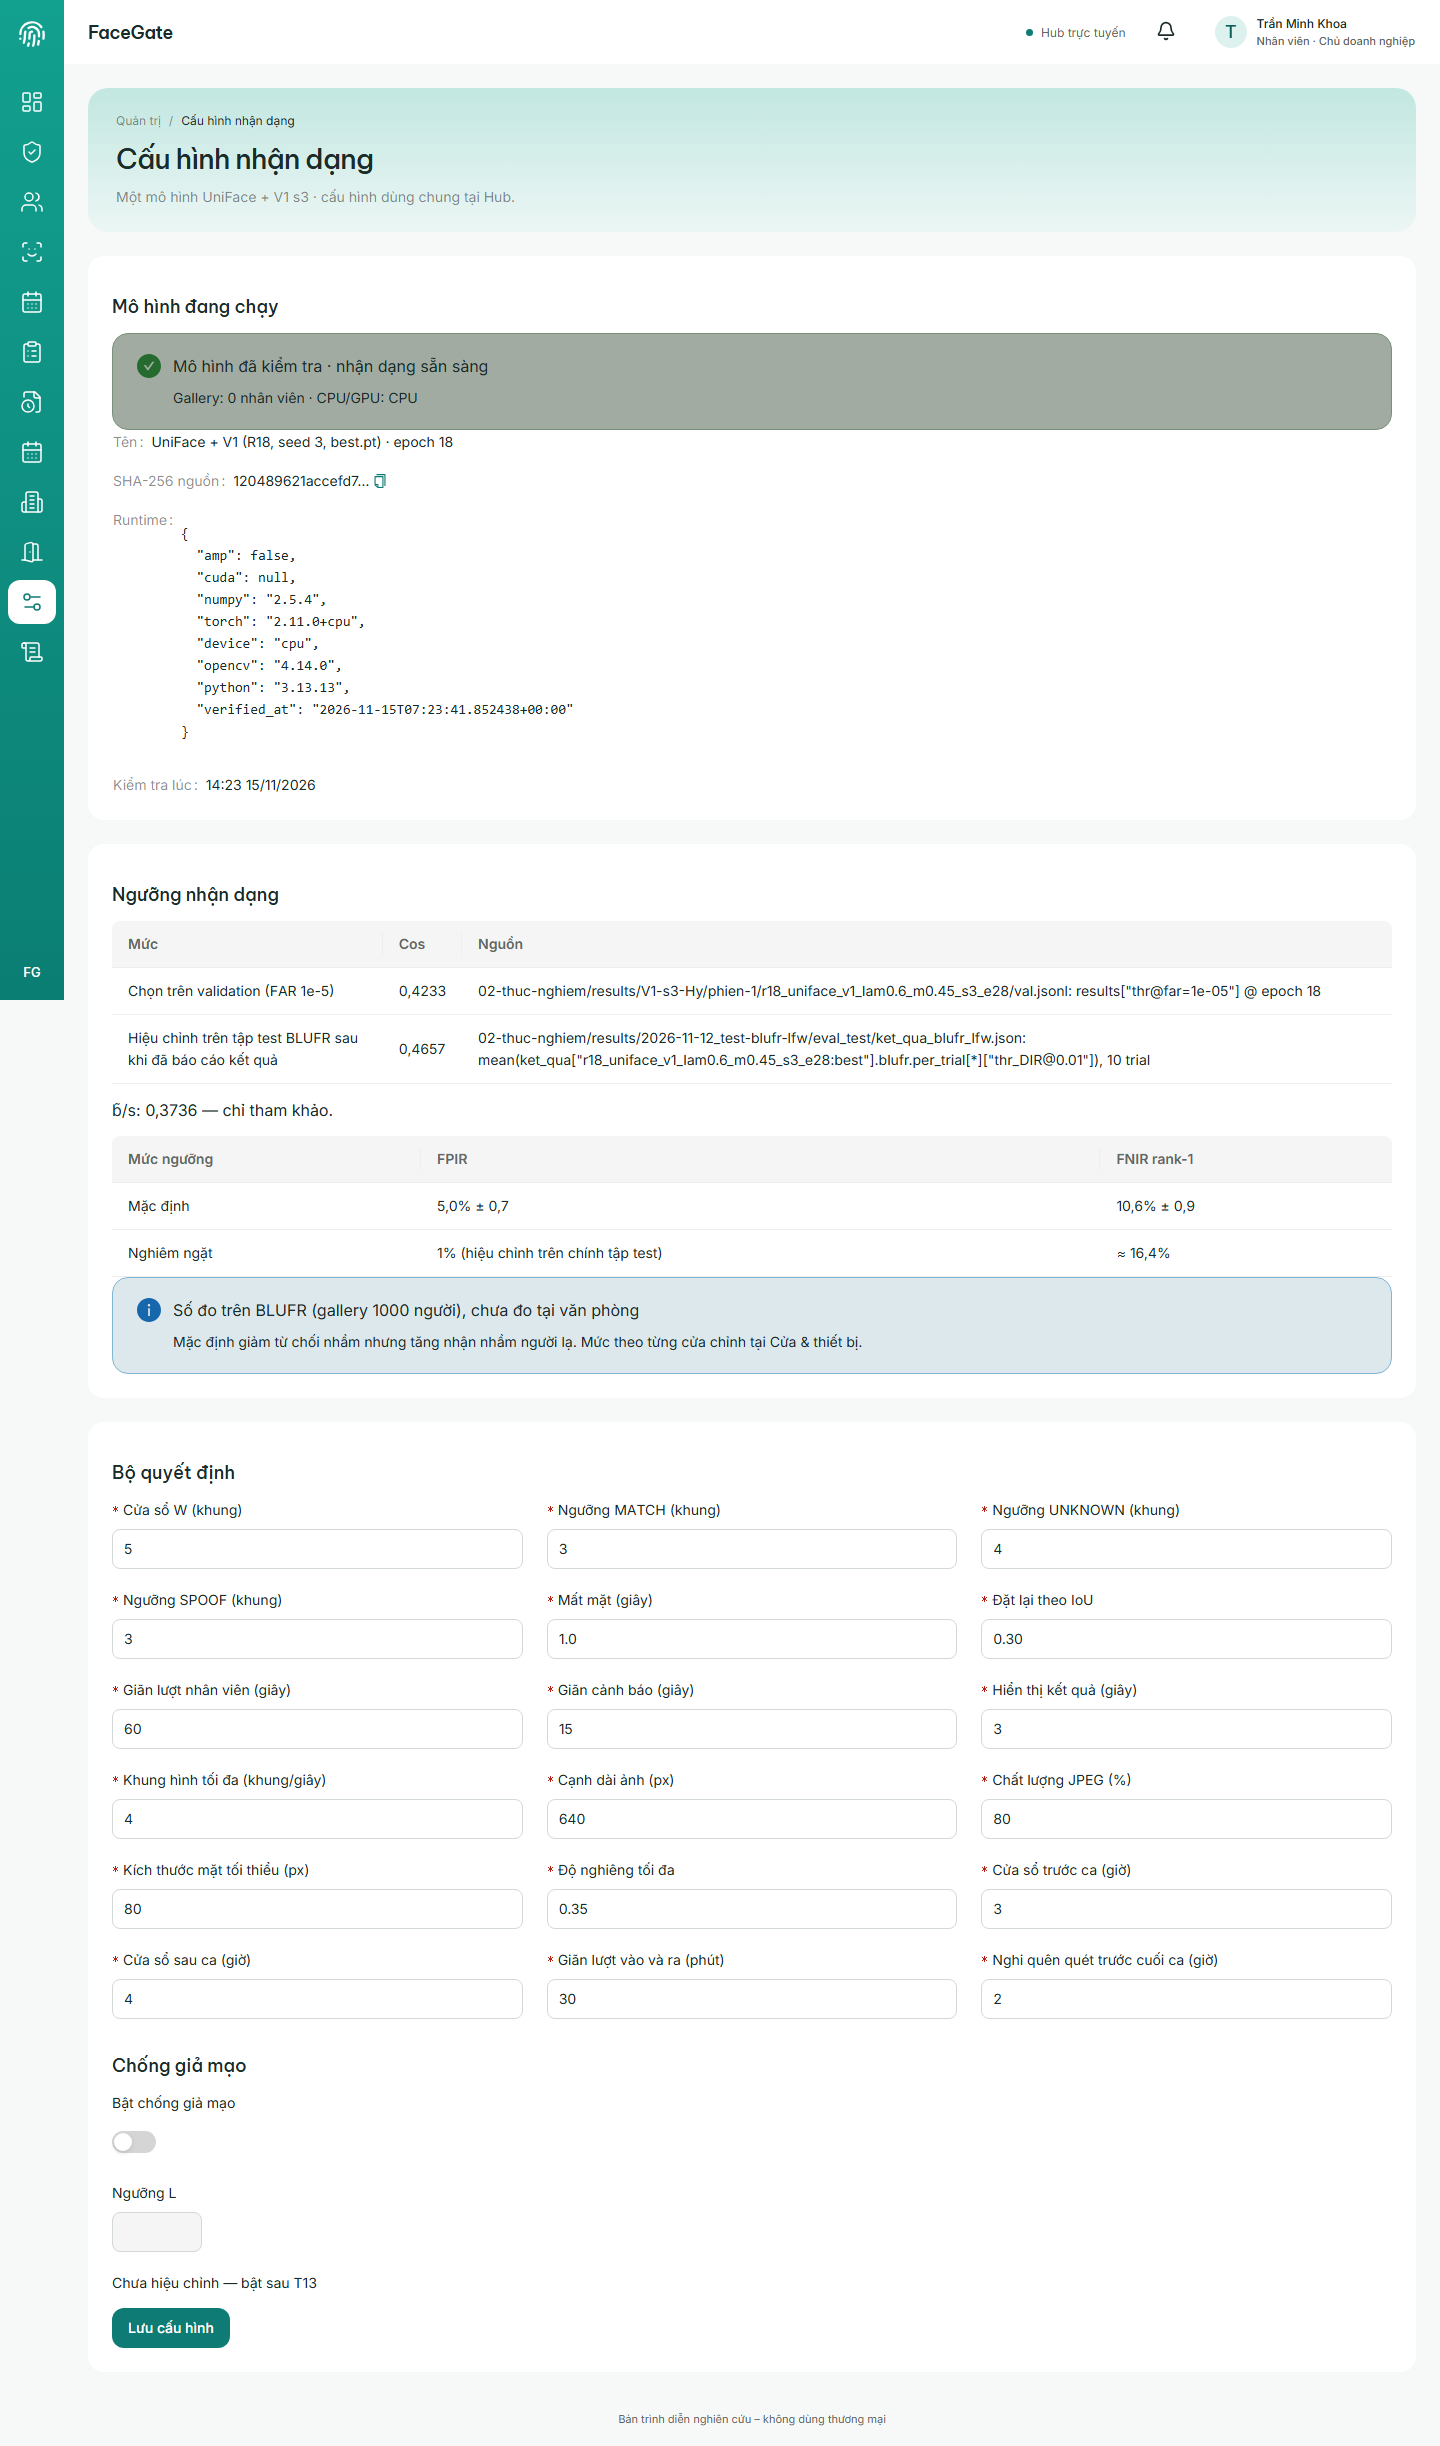 FaceGate
Hub trực tuyến
T
Trần Minh Khoa
Nhân viên · Chủ doanh nghiệp
Quản trị / Cấu hình nhận dạng
Cấu hình nhận dạng
Một mô hình UniFace + V1 s3 · cấu hình dùng chung tại Hub.
Mô hình đang chạy
Mô hình đã kiểm tra · nhận dạng sẵn sàng
Gallery: 0 nhân viên · CPU/GPU: CPU
Tên: UniFace + V1 (R18, seed 3, best.pt) · epoch 18
SHA-256 nguồn: 120489621accefd7...
Runtime:
{
"amp": false,
"cuda": null,
"numpy": "2.5.4",
"torch": "2.11.0+cpu",
"device": "cpu",
"opencv": "4.14.0",
"python": "3.13.13",
"verified_at": "2026-11-15T07:23:41.852438+00:00"
}
Kiểm tra lúc: 14:23 15/11/2026
FG
Ngưỡng nhận dạng
Mức Cos Nguồn
Chọn trên validation (FAR 1e-5) 0,4233 02-thuc-nghiem/results/V1-s3-Hy/phien-1/r18_uniface_v1_lam0.6_m0.45_s3_e28/val.jsonl: results["thr@far=1e-05"] @ epoch 18
Hiệu chỉnh trên tập test BLUFR sau
khi đã báo cáo kết quả
0,4657
02-thuc-nghiem/results/2026-11-12_test-blufr-lfw/eval_test/ket_qua_blufr_lfw.json:
mean(ket_qua["r18_uniface_v1_lam0.6_m0.45_s3_e28:best"].blufr.per_trial[*]["thr_DIR@0.01"]), 10 trial
b̃/s: 0,3736 — chỉ tham khảo.
Mức ngưỡng FPIR FNIR rank-1
Mặc định 5,0% ± 0,7 10,6% ± 0,9
Nghiêm ngặt 1% (hiệu chỉnh trên chính tập test) ≈ 16,4%
Số đo trên BLUFR (gallery 1000 người), chưa đo tại văn phòng
Mặc định giảm từ chối nhầm nhưng tăng nhận nhầm người lạ. Mức theo từng cửa chỉnh tại Cửa & thiết bị.
Bộ quyết định
* Cửa sổ W (khung) * Ngưỡng MATCH (khung) * Ngưỡng UNKNOWN (khung)
5 3 4
* Ngưỡng SPOOF (khung) * Mất mặt (giây) * Đặt lại theo IoU
3 1.0 0.30
* Giãn lượt nhân viên (giây) * Giãn cảnh báo (giây) * Hiển thị kết quả (giây)
60 15 3
* Khung hình tối đa (khung/giây) * Cạnh dài ảnh (px) * Chất lượng JPEG (%)
4 640 80
* Kích thước mặt tối thiểu (px) * Độ nghiêng tối đa * Cửa sổ trước ca (giờ)
80 0.35 3
* Cửa sổ sau ca (giờ) * Giãn lượt vào và ra (phút) * Nghi quên quét trước cuối ca (giờ)
4 30 2
Chống giả mạo
Bật chống giả mạo
Ngưỡng L
Chưa hiệu chỉnh — bật sau T13
Lưu cấu hình
Bản trình diễn nghiên cứu – không dùng thương mại